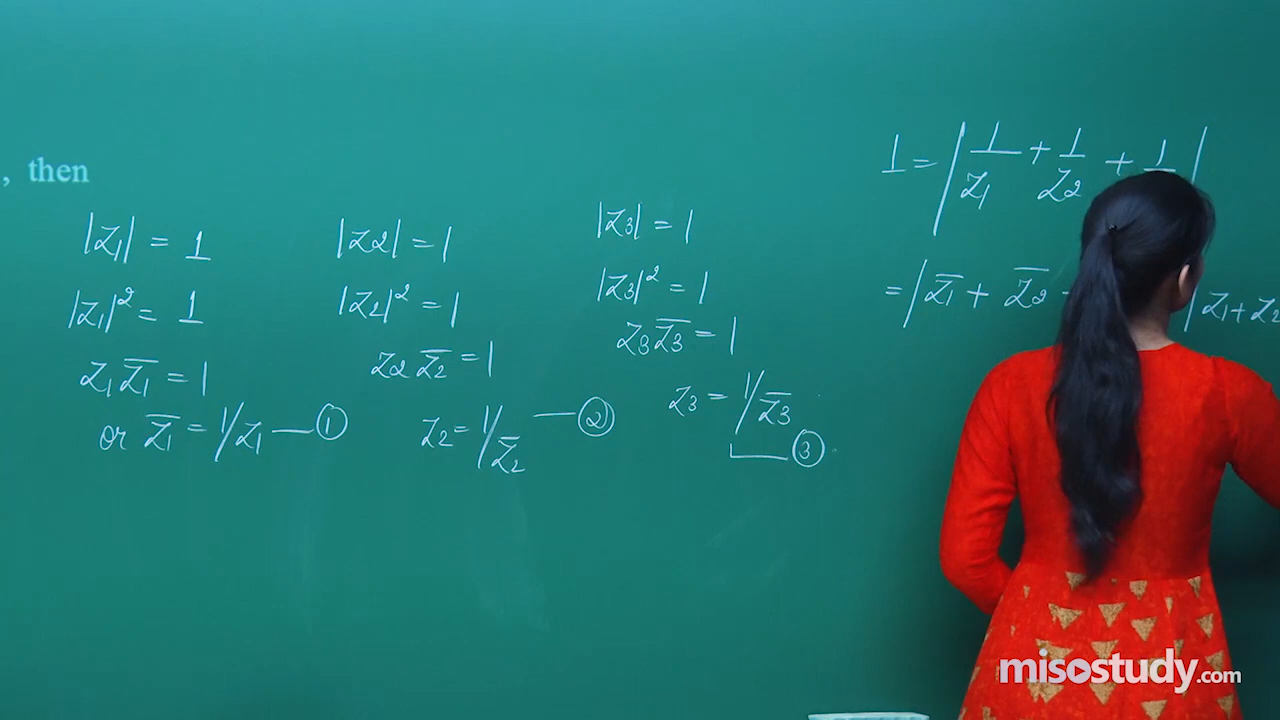 , then
|z1| = 1
|z1|² = 1
z1 z̅1 = 1
or z̅1 = 1/z1 — ①
|z2| = 1
|z2|² = 1
z2 z̅2 = 1
z2 = 1/z̅2 — ②
|z3| = 1
|z3|² = 1
z3 z̅3 = 1
z3 = 1/z̅3
③
1 = | 1/z1 + 1/z2 + 1/ |
= | z̅1 + z̅2 + | z1 + z2
misostudy.com